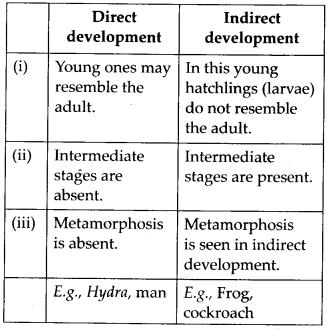 Direct development
Indirect development
(i)
Young ones may
resemble the
adult.
In this young
hatchlings (larvae)
do not resemble
the adult.
(ii)
Intermediate
stages are
absent.
Intermediate
stages are present.
(iii)
Metamorphosis
is absent.
Metamorphosis
is seen in indirect
development.
E.g., Hydra, man
E.g., Frog,
cockroach